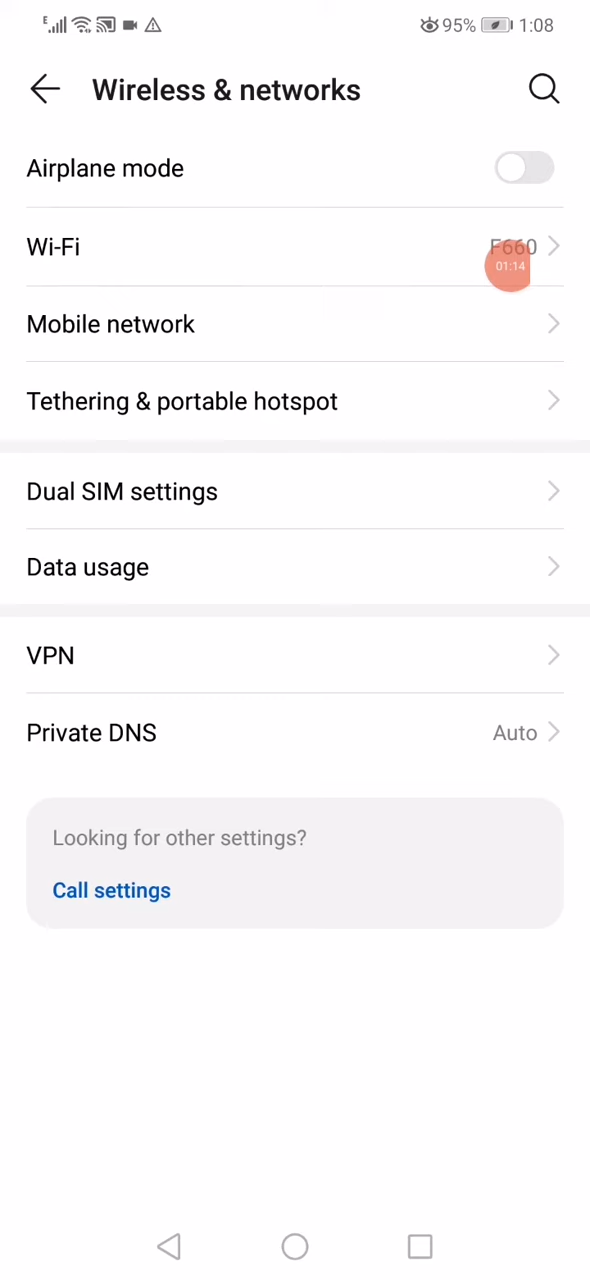 E 95% 1:08
Wireless & networks
Airplane mode
Wi-Fi F660
01:14
Mobile network
Tethering & portable hotspot
Dual SIM settings
Data usage
VPN
Private DNS Auto
Looking for other settings?
Call settings